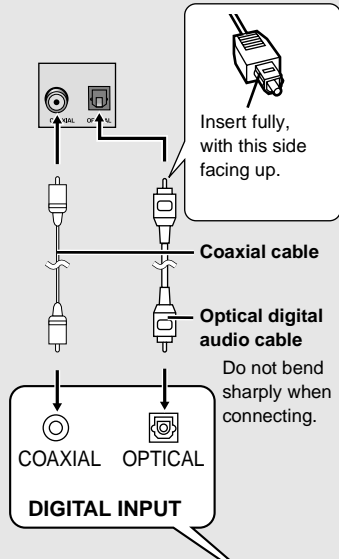 COAXIAL OPTICAL
Insert fully,
with this side
facing up.
Coaxial cable
Optical digital
audio cable
Do not bend
sharply when
connecting.
COAXIAL OPTICAL
DIGITAL INPUT